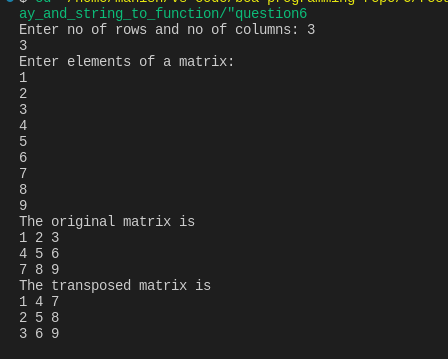 ay_and_string_to_function/"question6
Enter no of rows and no of columns: 3
3
Enter elements of a matrix:
1
2
3
4
5
6
7
8
9
The original matrix is
1 2 3
4 5 6
7 8 9
The transposed matrix is
1 4 7
2 5 8
3 6 9